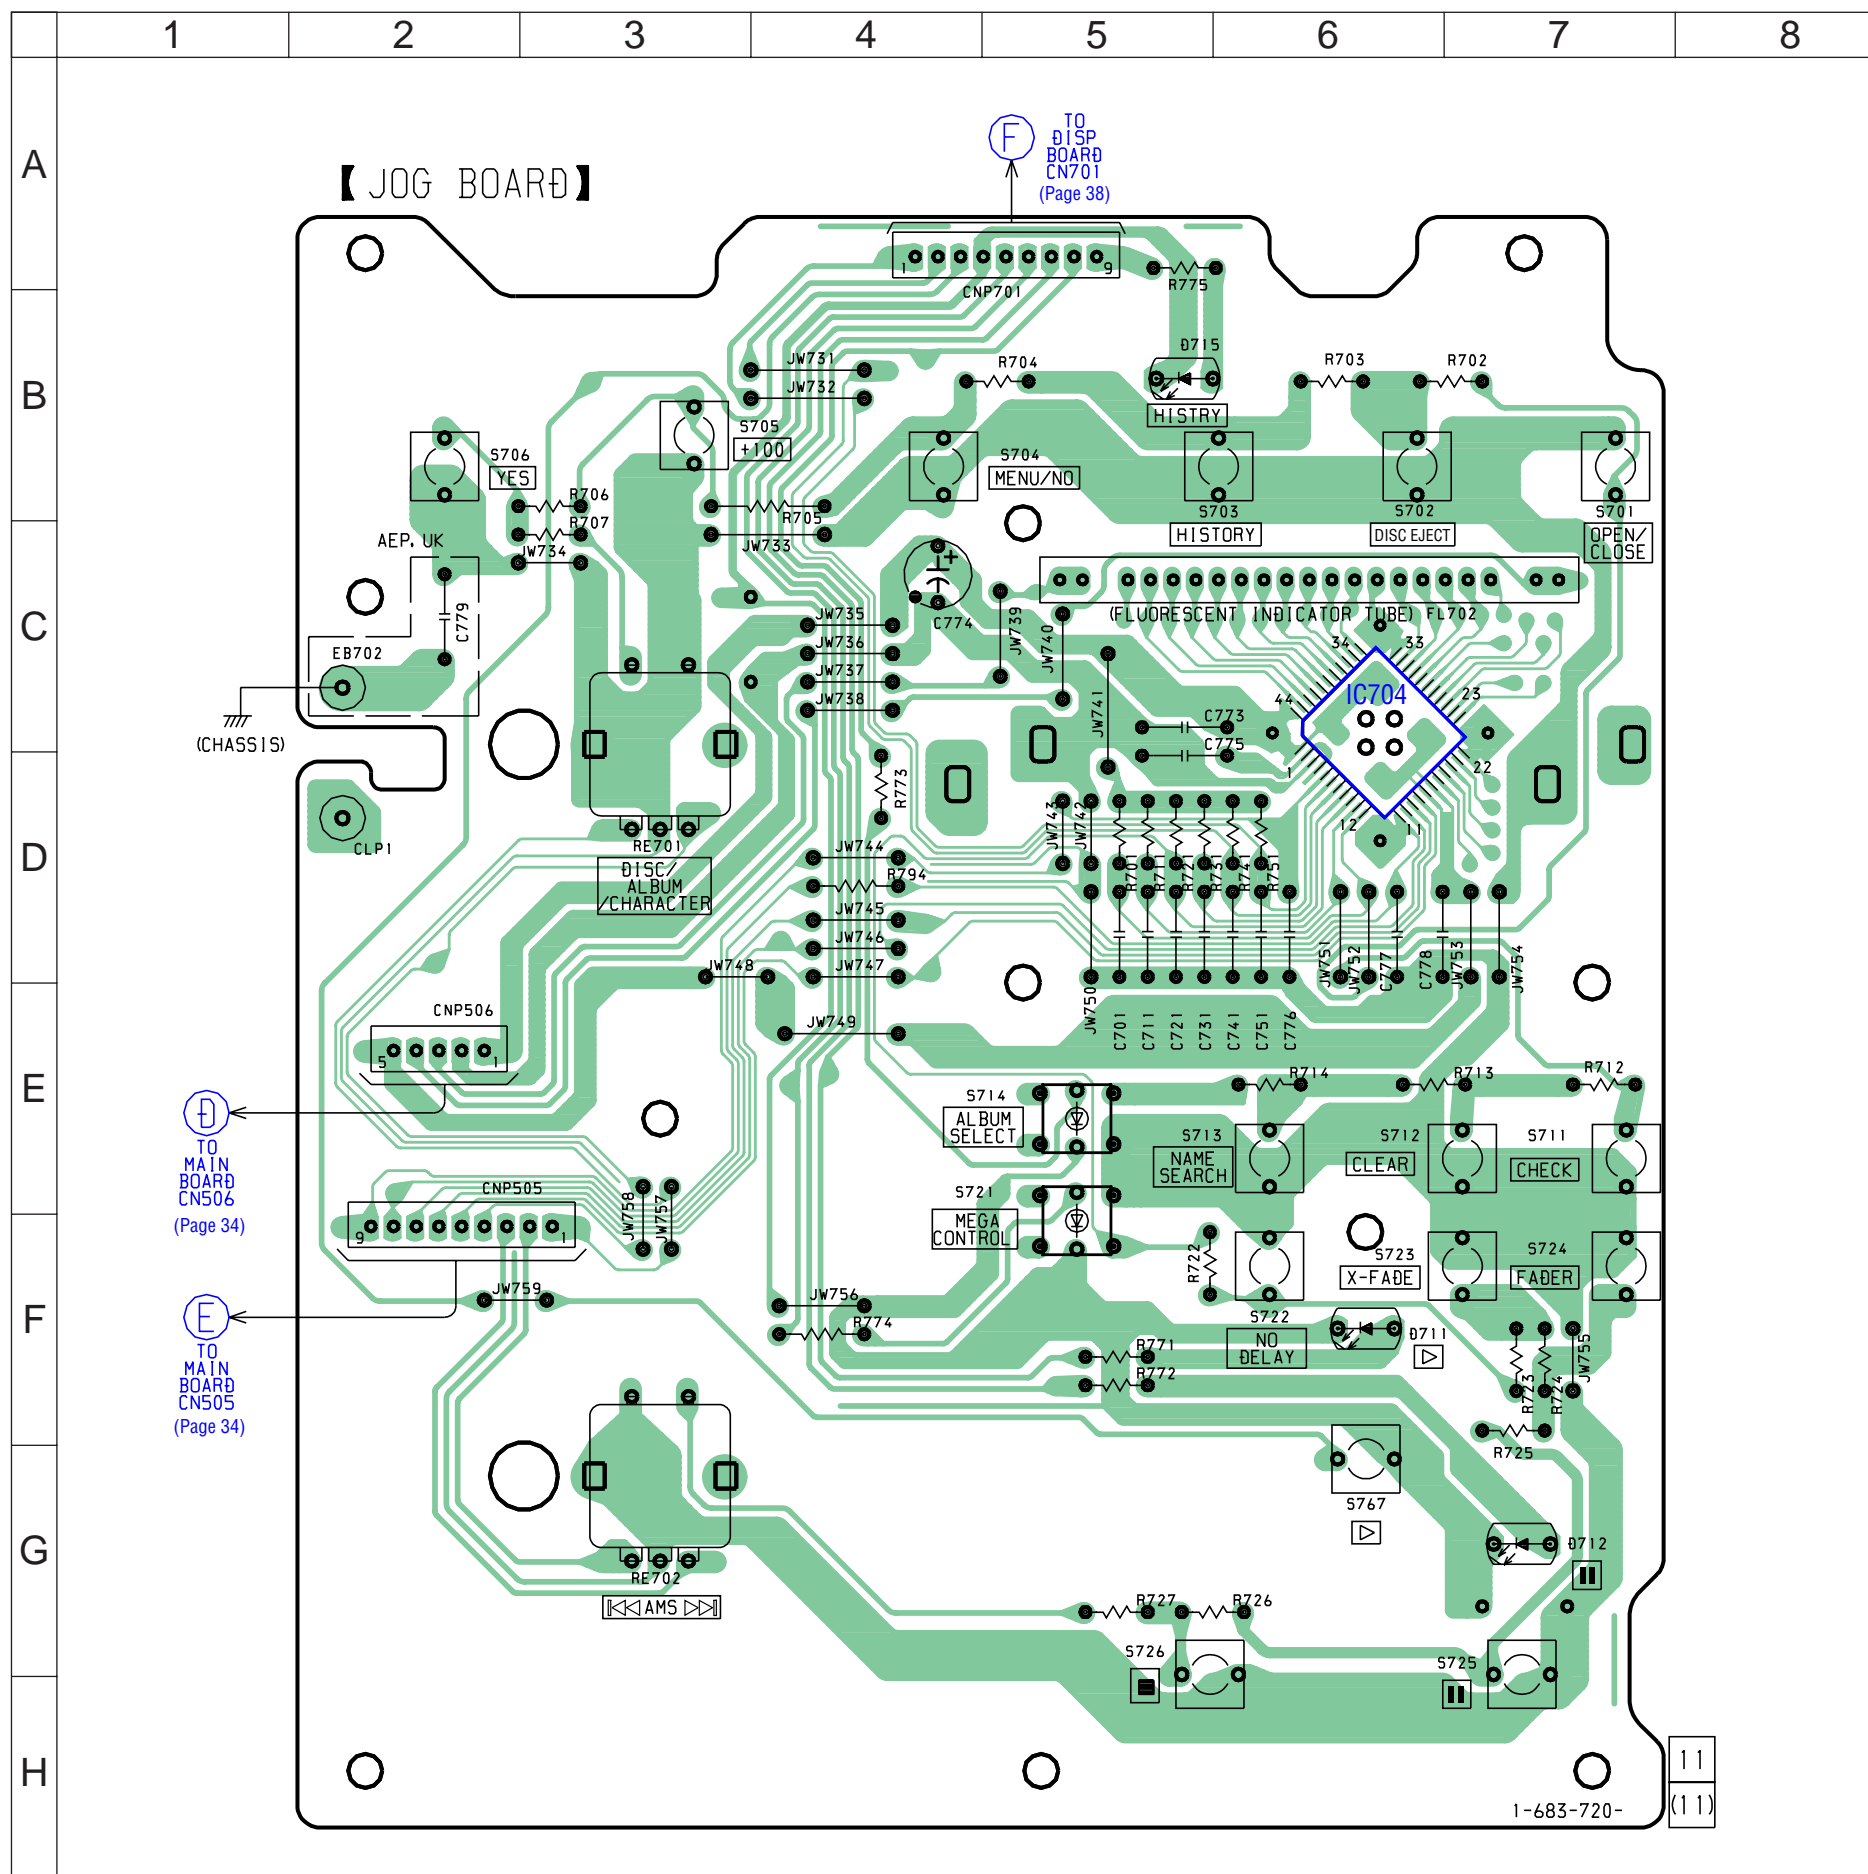 1 2 3 4 5 6 7 8
A
B
C
D
E
F
G
H
【JOG BOARD】
F
TO
DISP
BOARD
CN701
(Page 38)
1
9
CNP701
R775
D715
HISTRY
JW731
JW732
R704
R703
R702
S705
+100
S706
YES
S704
MENU/NO
S703
HISTORY
S702
DISC EJECT
S701
OPEN/
CLOSE
R706
R707
JW734
R705
JW733
AEP, UK
C779
EB702
(CHASSIS)
CLP1
+
C774
JW739
JW740
JW741
(FLUORESCENT INDICATOR TUBE) FL702
JW735
JW736
JW737
JW738
34
33
44
23
IC704
1
22
12
11
C773
C775
R773
RE701
DISC/
ALBUM
/CHARACTER
JW743
JW742
R701
R711
R721
R731
R741
R751
JW744
R794
JW745
JW746
JW747
JW748
JW749
JW750
C701
C711
C721
C731
C741
C751
C776
JW751
JW752
C777
C778
JW753
JW754
CNP506
5
1
D
TO
MAIN
BOARD
CN506
(Page 34)
R714
R713
R712
S714
ALBUM
SELECT
S713
NAME
SEARCH
S712
CLEAR
S711
CHECK
CNP505
9
1
JW758
JW757
S721
MEGA
CONTROL
R722
S723
X-FADE
S724
FADER
E
TO
MAIN
BOARD
CN505
(Page 34)
JW759
JW756
R774
S722
NO
DELAY
D711
R771
R772
R723
R724
JW755
R725
S767
D712
RE702
AMS
R727
R726
S726
S725
11
(11)
1-683-720-